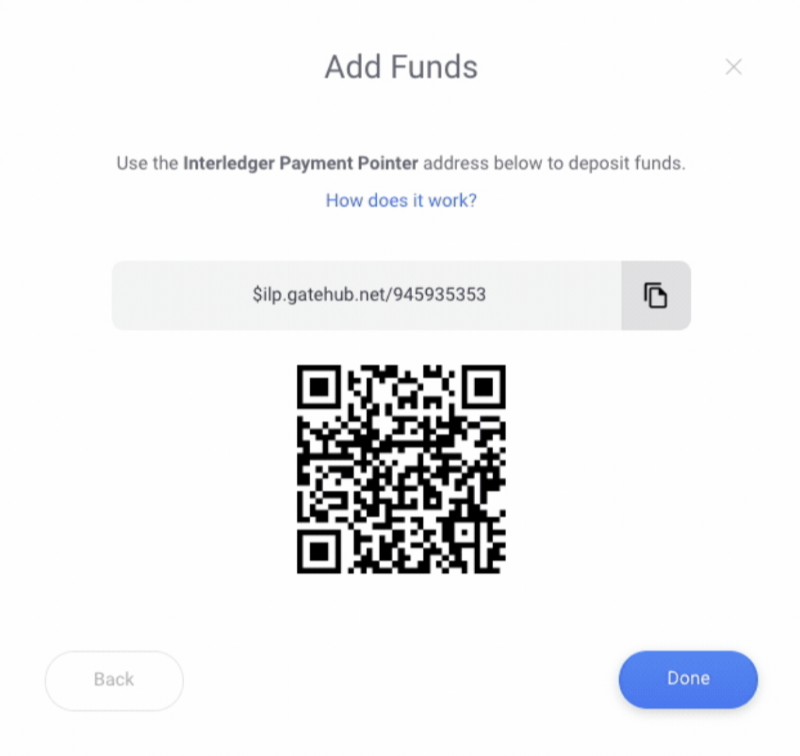 Add Funds
Use the Interledger Payment Pointer address below to deposit funds.
How does it work?
$ilp.gatehub.net/945935353
Back
Done